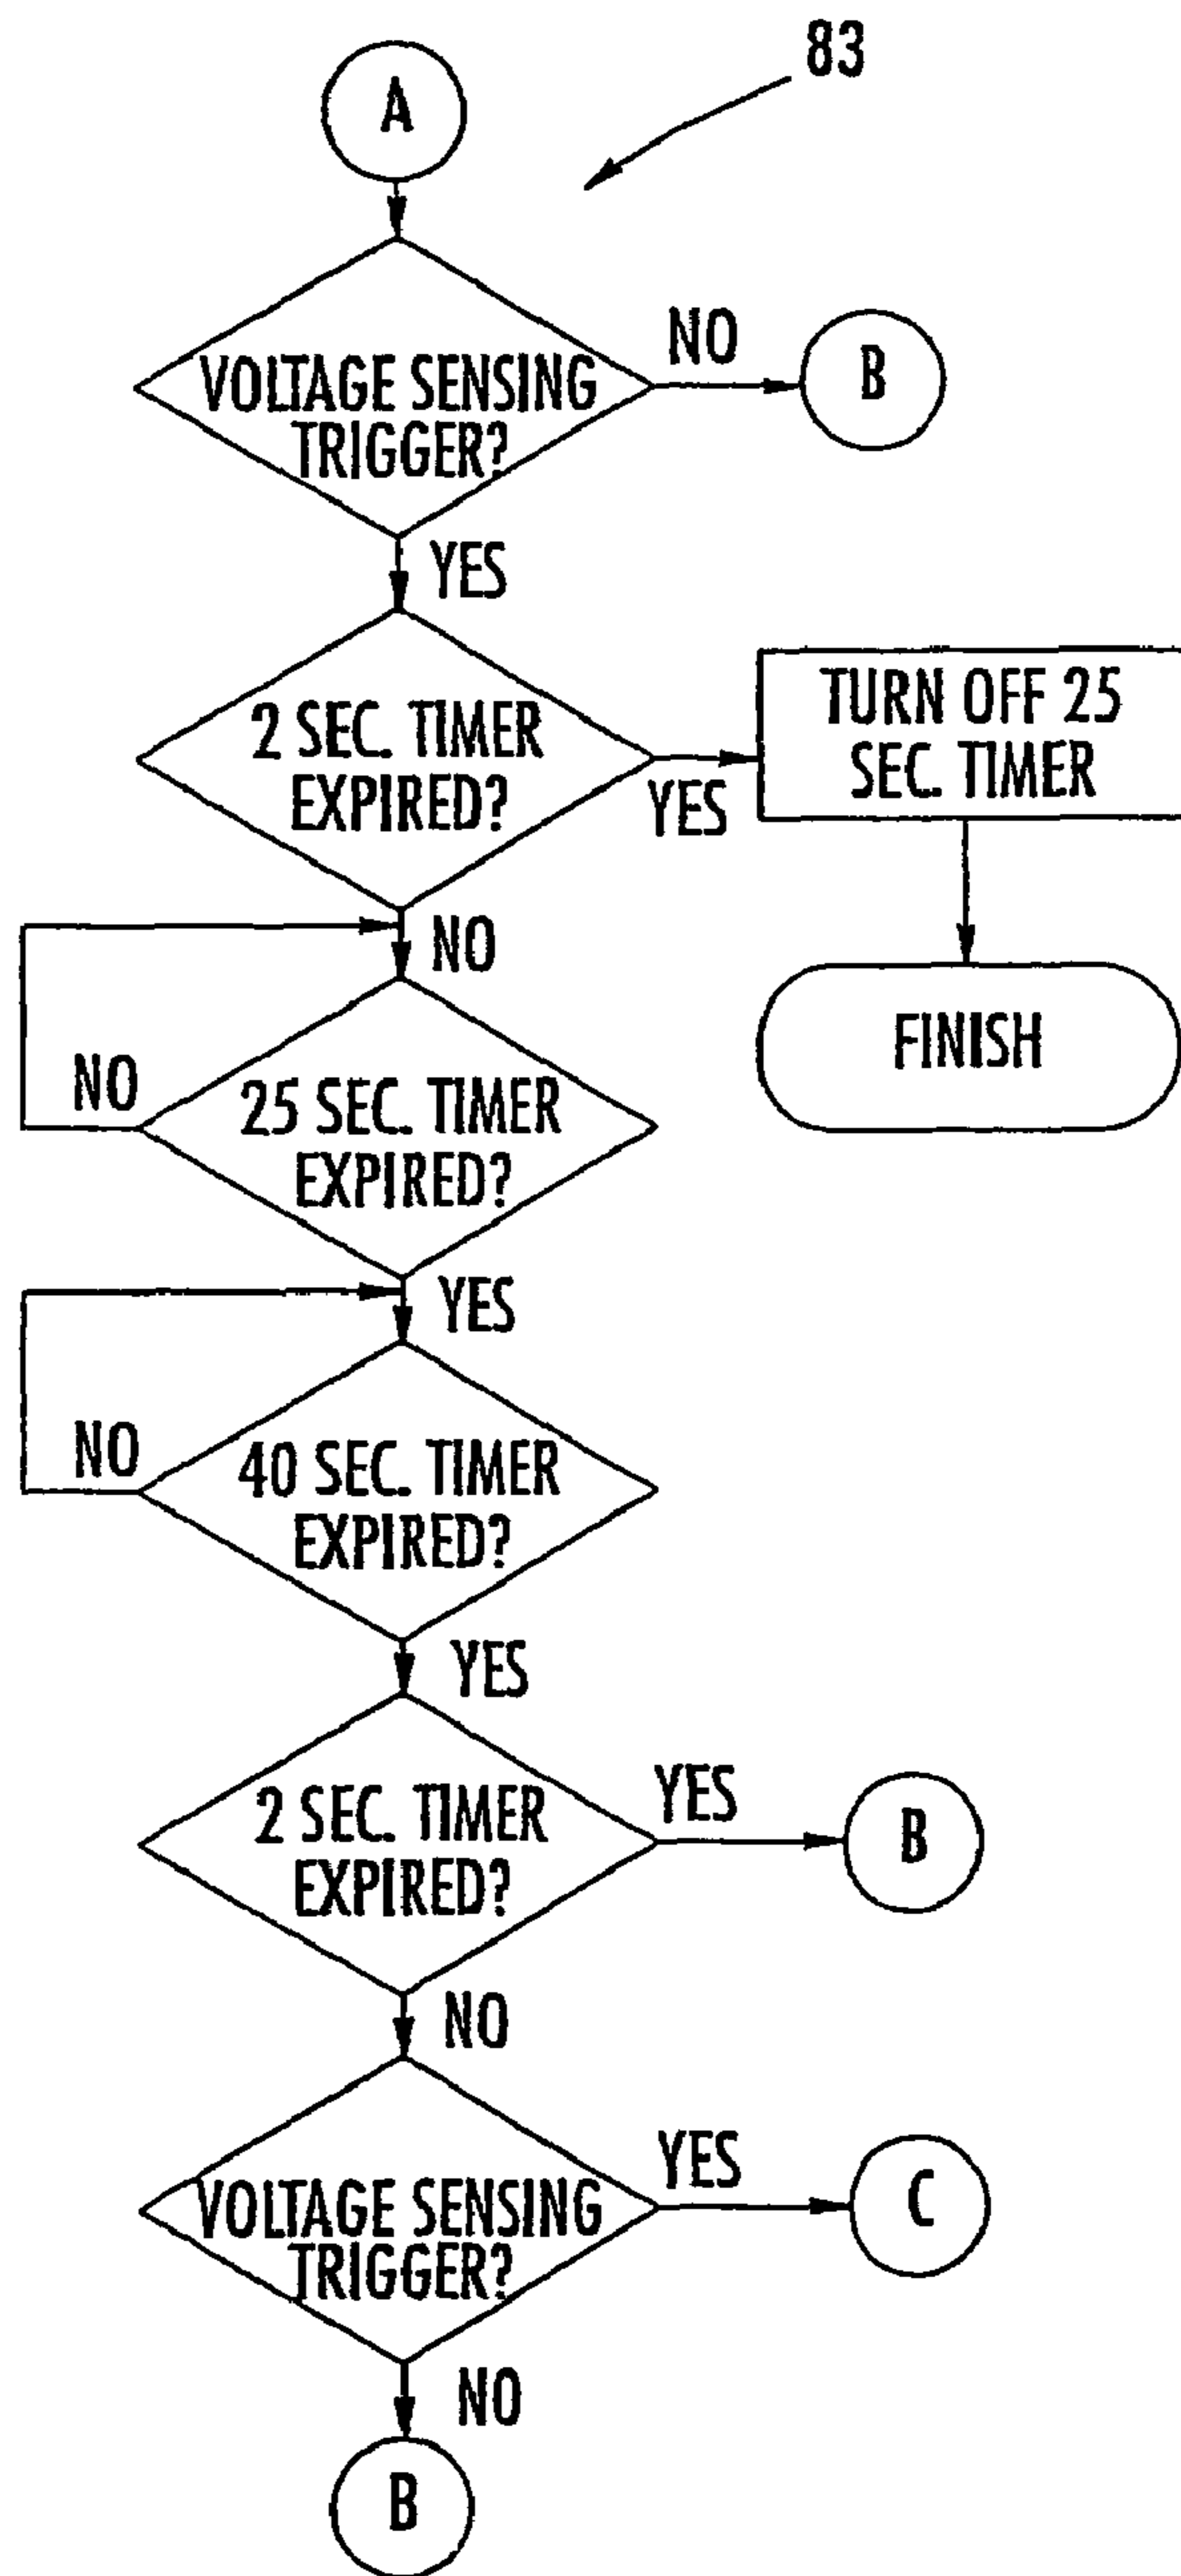 83
A
VOLTAGE SENSING
TRIGGER?
NO
B
YES
2 SEC. TIMER
EXPIRED?
YES
TURN OFF 25
SEC. TIMER
NO
FINISH
25 SEC. TIMER
EXPIRED?
NO
YES
40 SEC. TIMER
EXPIRED?
NO
YES
2 SEC. TIMER
EXPIRED?
YES
B
NO
VOLTAGE SENSING
TRIGGER?
YES
C
NO
B